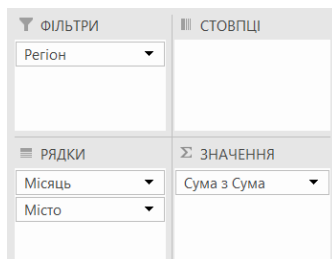 ФІЛЬТРИ
Регіон
СТОВПЦІ
РЯДКИ
Місяць
Місто
Σ ЗНАЧЕННЯ
Сума з Сума